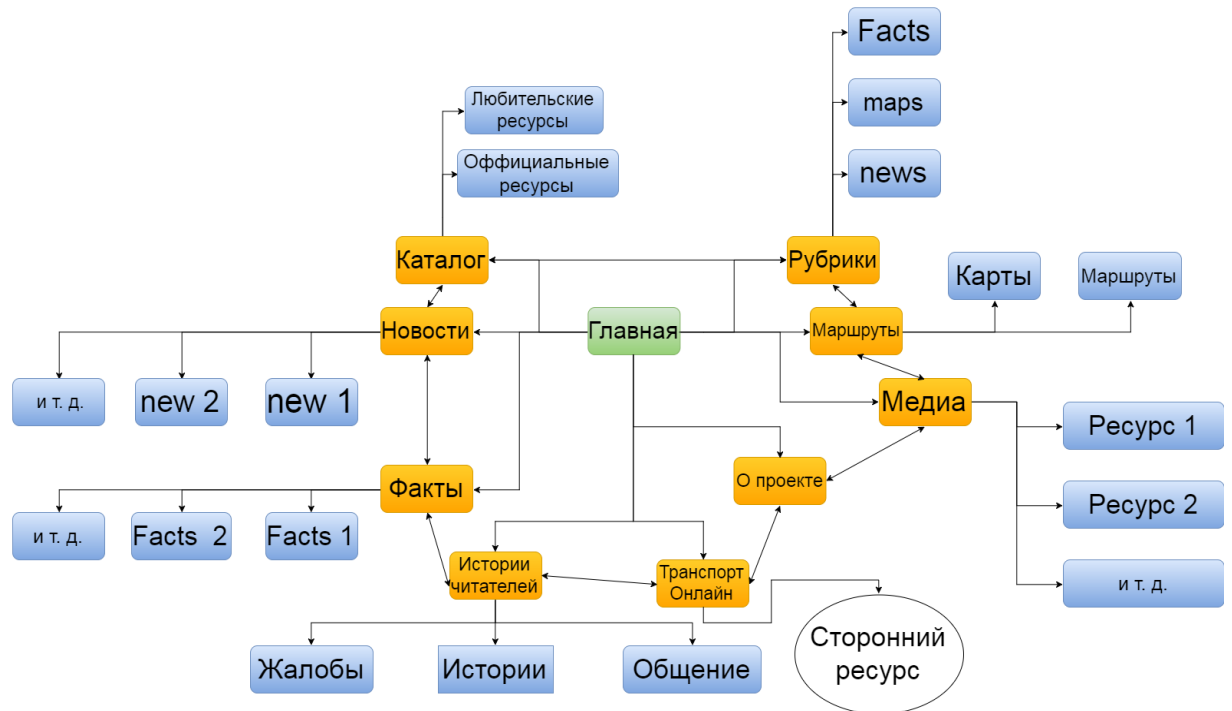 Facts
Любительские
ресурсы
maps
Оффициальные
ресурсы
news
Каталог
Рубрики
Карты
Маршруты
Новости
Главная
Маршруты
и т. д.
new 2
new 1
Медиа
Ресурс 1
Факты
О проекте
Ресурс 2
и т. д.
Facts 2
Facts 1
Истории
читателей
Транспорт
Онлайн
и т. д.
Сторонний
ресурс
Жалобы
Истории
Общение